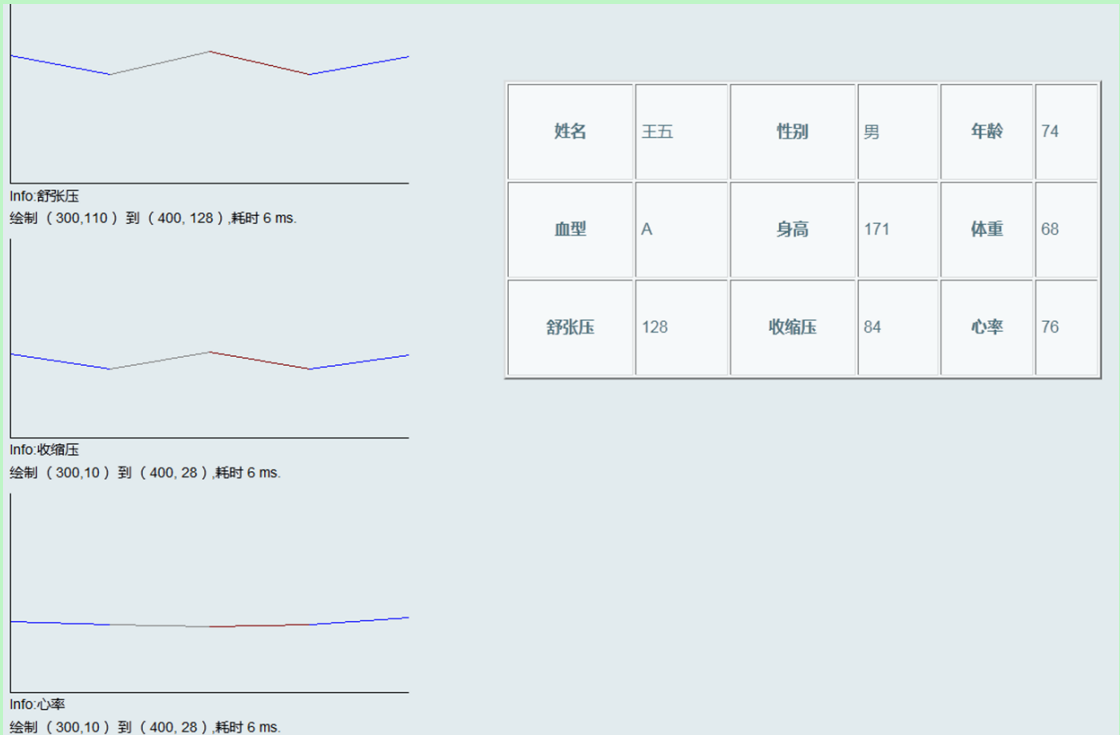 Info:舒张压
绘制 （300,110） 到 （400, 128）,耗时 6 ms.
Info:收缩压
绘制 （300,10） 到 （400, 28）,耗时 6 ms.
Info:心率
绘制 （300,10） 到 （400, 28）,耗时 6 ms.
姓名 王五 性别 男 年龄 74
血型 A 身高 171 体重 68
舒张压 128 收缩压 84 心率 76